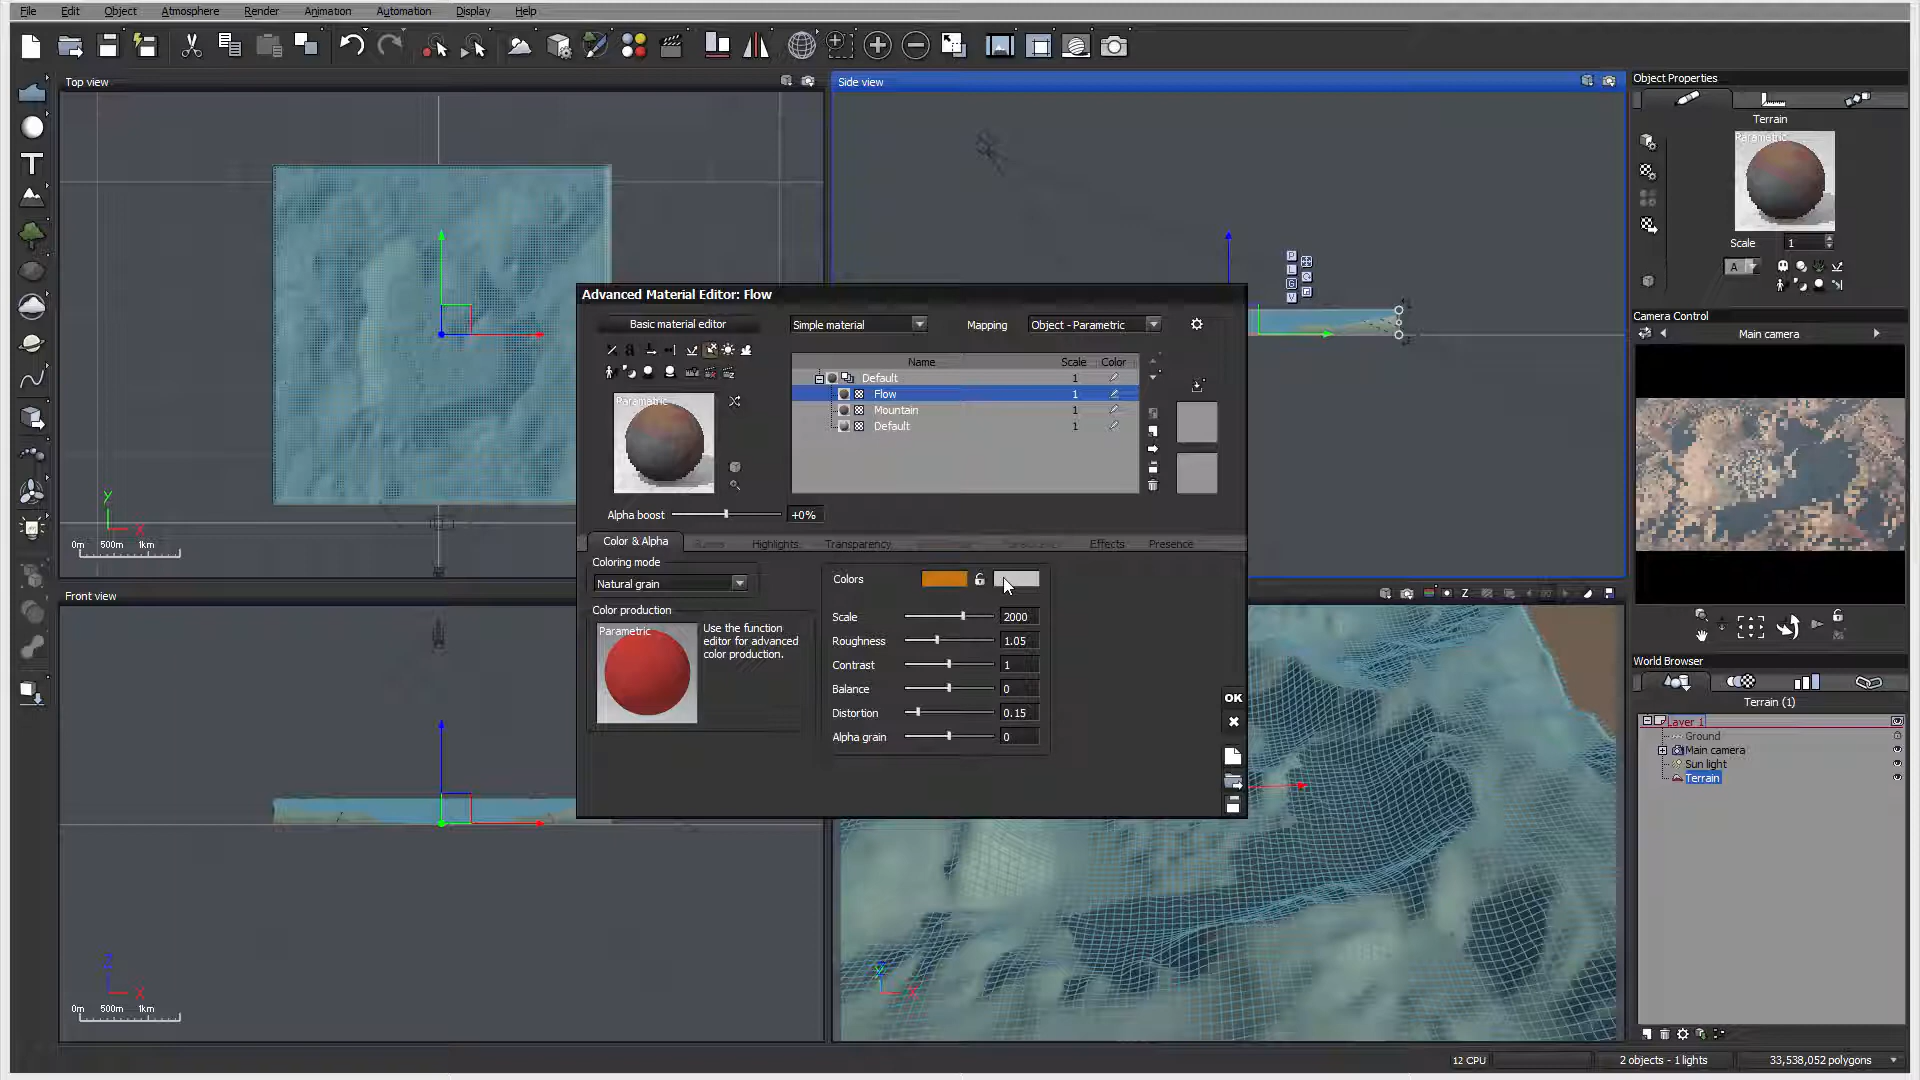 File Edit Object Atmosphere Render Animation Automation Display Help
Top view
Side view
Object Properties
Terrain
Parametric
Scale 1
A
Camera Control
Main camera
Advanced Material Editor: Flow
Basic material editor
Simple material
Mapping
Object - Parametric
Name Scale Color
Default 1
Flow 1
Mountain 1
Default 1
Parametric
Alpha boost +0%
Color & Alpha Highlights Transparency Effects Presence
Coloring mode
Natural grain
Color production
Parametric
Use the function
editor for advanced
color production.
Colors
Scale 2000
Roughness 1.05
Contrast 1
Balance 0
Distortion 0.15
Alpha grain 0
OK
Y
X
0m 500m 1km
Front view
Z
X
0m 500m 1km
Z
Y
X
World Browser
Terrain (1)
Layer 1
Ground
Main camera
Sun light
Terrain
12 CPU
2 objects - 1 lights
33,538,052 polygons